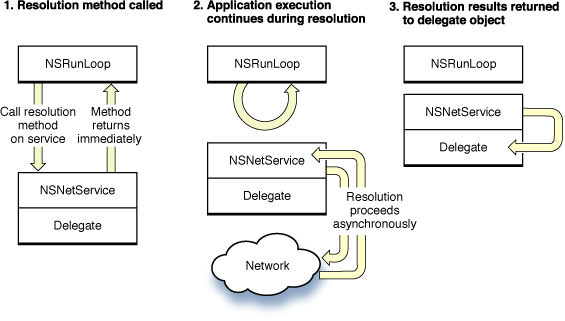 1. Resolution method called
NSRunLoop
Call resolution
method
on service
Method
returns
immediately
NSNetService
Delegate
2. Application execution
continues during resolution
NSRunLoop
NSNetService
Delegate
Resolution
proceeds
asynchronously
Network
3. Resolution results returned
to delegate object
NSRunLoop
NSNetService
Delegate